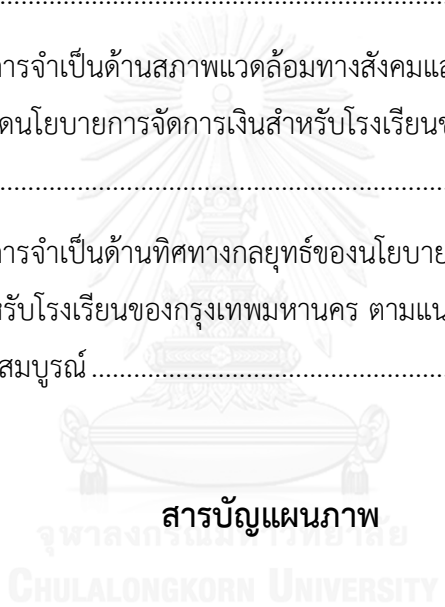 ...............................................................................
การจำเป็นด้านสภาพแวดล้อมทางสังคมแล
ดนโยบายการจัดการเงินสำหรับโรงเรียนข
...............................................................................
การจำเป็นด้านทิศทางกลยุทธ์ของนโยบาย
หรับโรงเรียนของกรุงเทพมหานคร ตามแน
สมบูรณ์ ...............................................................
สารบัญแผนภาพ
จุฬาลงกรณ์มหาวิทยาลัย
CHULALONGKORN UNIVERSITY